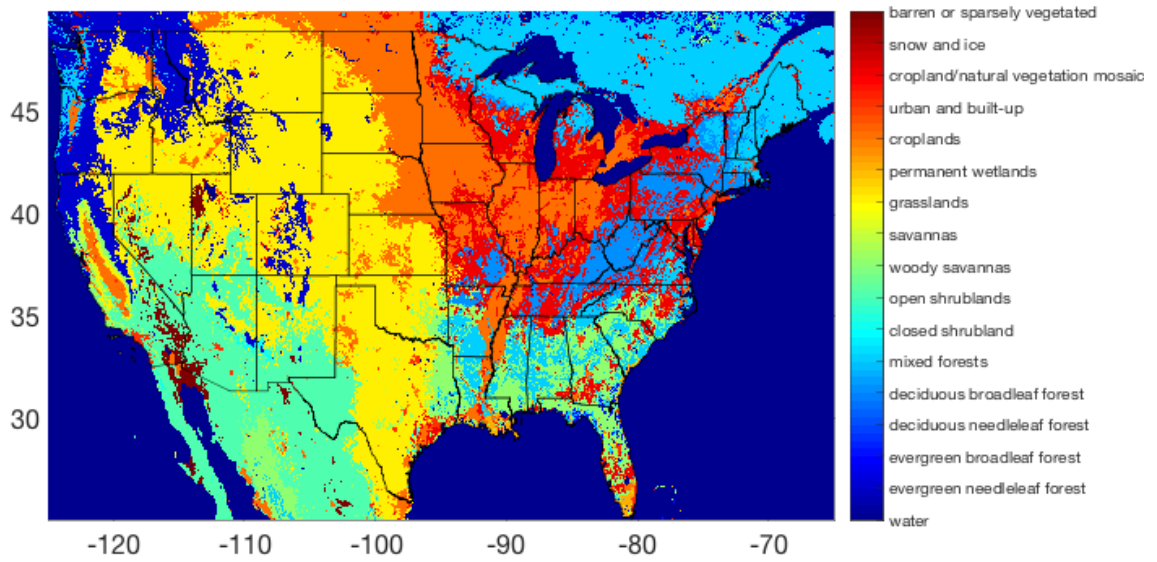 45
40
35
30
-120
-110
-100
-90
-80
-70
barren or sparsely vegetated
snow and ice
cropland/natural vegetation mosaic
urban and built-up
croplands
permanent wetlands
grasslands
savannas
woody savannas
open shrublands
closed shrubland
mixed forests
deciduous broadleaf forest
deciduous needleleaf forest
evergreen broadleaf forest
evergreen needleleaf forest
water